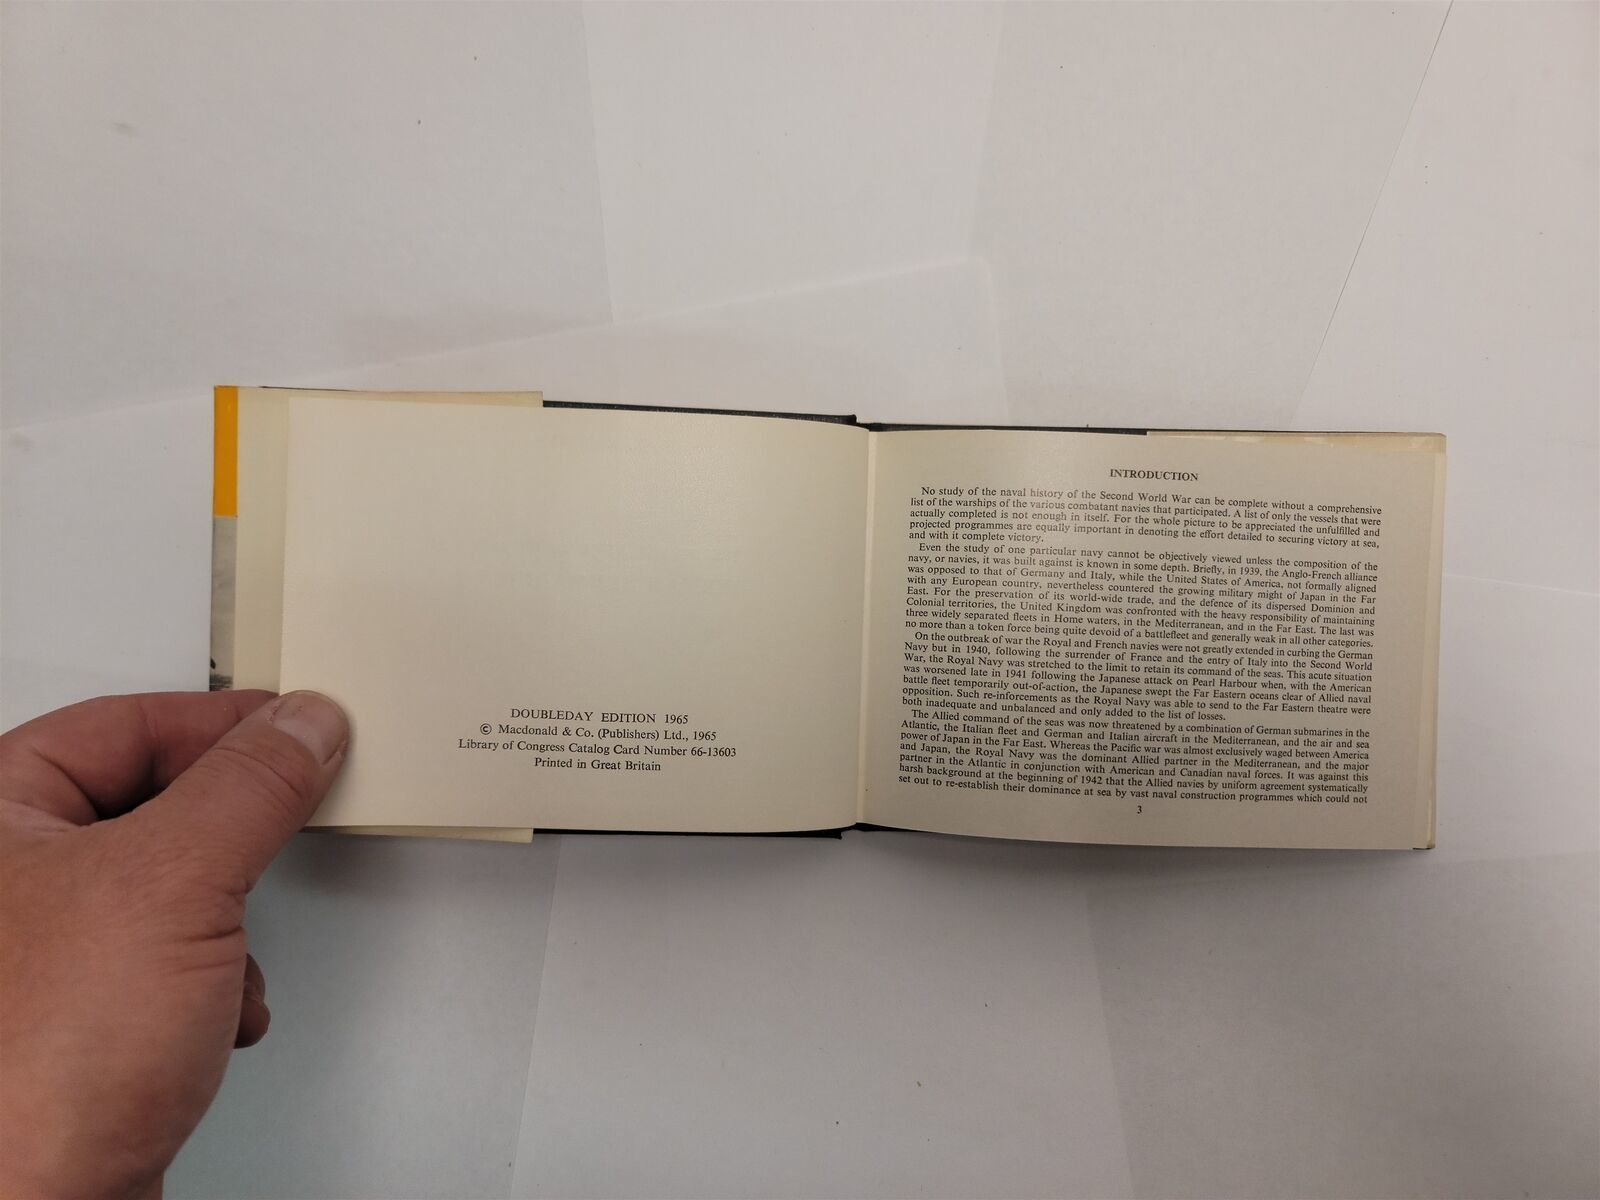 DOUBLEDAY EDITION 1965
© Macdonald & Co. (Publishers) Ltd., 1965
Library of Congress Catalog Card Number 66-13603
Printed in Great Britain
INTRODUCTION
No study of the naval history of the Second World War can be complete without a comprehensive
list of the warships of the various combatant navies that participated. A list of only the vessels that were
actually completed is not enough in itself. For the whole picture to be appreciated the unfulfilled and
projected programmes are equally important in denoting the effort detailed to securing victory at sea,
and with it complete victory.
Even the study of one particular navy cannot be objectively viewed unless the composition of the
navy, or navies, it was built against is known in some depth. Briefly, in 1939, the Anglo-French alliance
was opposed to that of Germany and Italy, while the United States of America, not formally aligned
with any European country, nevertheless countered the growing military might of Japan in the Far
East. For the preservation of its world-wide trade, and the defence of its dispersed Dominion and
Colonial territories, the United Kingdom was confronted with the heavy responsibility of maintaining
three widely separated fleets in Home waters, in the Mediterranean, and in the Far East. The last was
no more than a token force being quite devoid of a battlefleet and generally weak in all other categories.
On the outbreak of war the Royal and French navies were not greatly extended in curbing the German
Navy but in 1940, following the surrender of France and the entry of Italy into the Second World
War, the Royal Navy was stretched to the limit to retain its command of the seas. This acute situation
was worsened late in 1941 following the Japanese attack on Pearl Harbour when, with the American
battle fleet temporarily out-of-action, the Japanese swept the Far Eastern oceans clear of Allied naval
opposition. Such re-inforcements as the Royal Navy was able to send to the Far Eastern theatre were
both inadequate and unbalanced and only added to the list of losses.
The Allied command of the seas was now threatened by a combination of German submarines in the
Atlantic, the Italian fleet and German and Italian aircraft in the Mediterranean, and the air and sea
power of Japan in the Far East. Whereas the Pacific war was almost exclusively waged between America
and Japan, the Royal Navy was the dominant Allied partner in the Mediterranean, and the major
partner in the Atlantic in conjunction with American and Canadian naval forces. It was against this
harsh background at the beginning of 1942 that the Allied navies by uniform agreement systematically
set out to re-establish their dominance at sea by vast naval construction programmes which could not
3